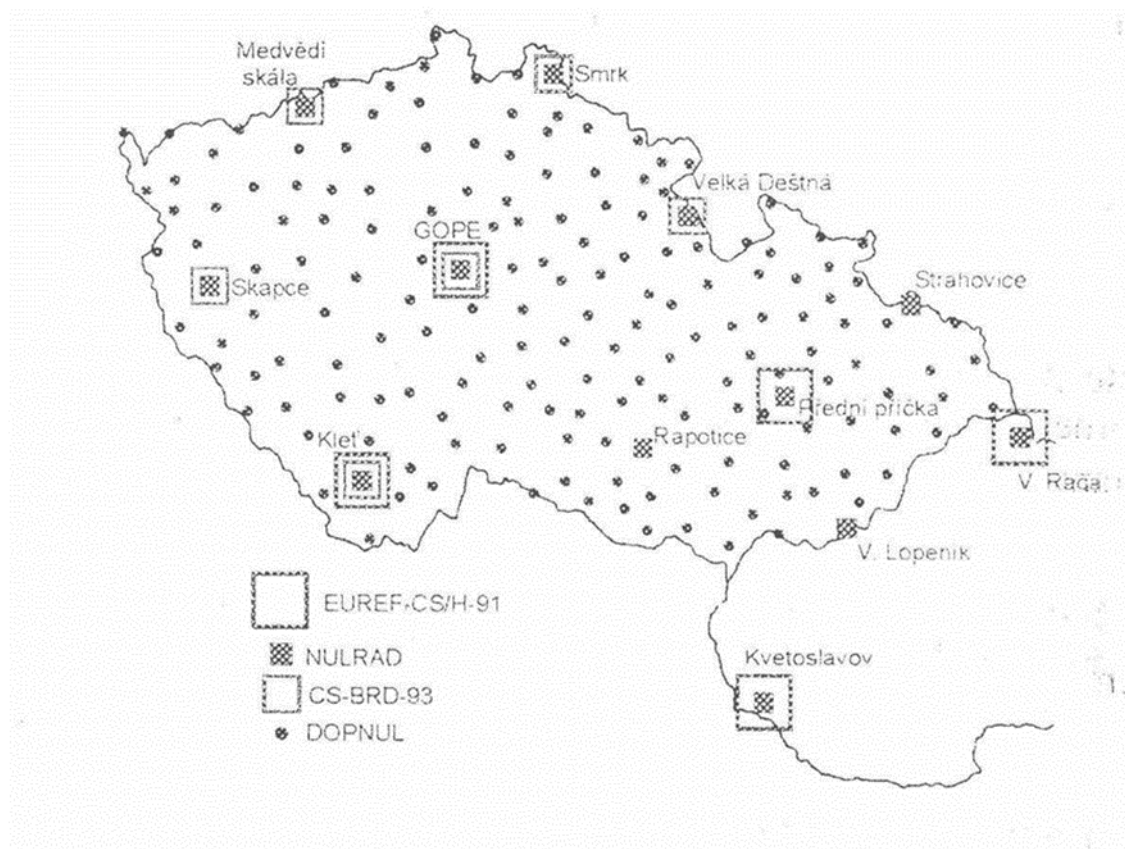 Medvědí
skála
Smrk
Velká Deštná
GOPE
Skapce
Strahovice
Přední příčka
Kleť
Rapotice
V. Rača
V. Lopeník
EUREF-CS/H-91
NULRAD
CS-BRD-93
DOPNUL
Kvetoslavov